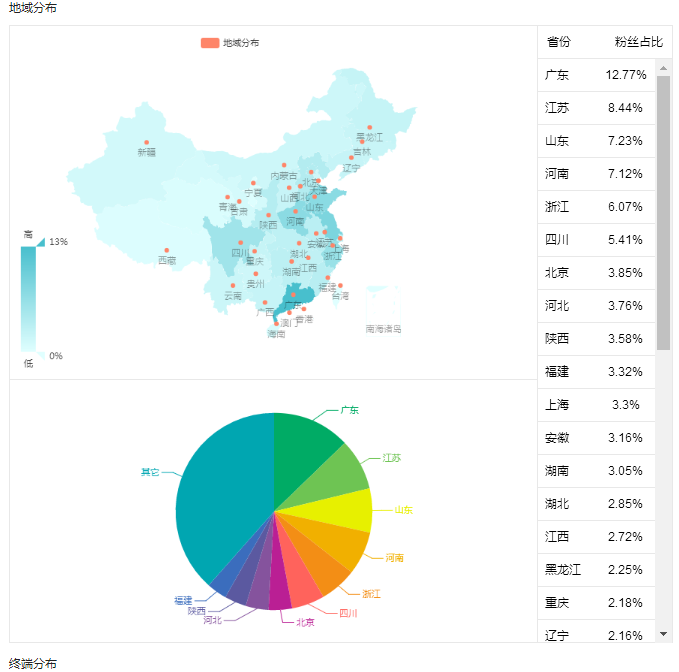 地域分布
地域分布
黑龙江
吉林
新疆
辽宁
内蒙古
北京
天津
宁夏
山西
河北
青海
甘肃
山东
陕西
河南
高
13%
四川
重庆
西藏
湖北
安徽
江苏
上海
浙江
湖南
江西
贵州
云南
福建
台湾
广西
广东
澳门
香港
海南
南海诸岛
0%
低
广东
江苏
山东
河南
浙江
四川
北京
河北
陕西
福建
其它
省份 粉丝占比
广东 12.77%
江苏 8.44%
山东 7.23%
河南 7.12%
浙江 6.07%
四川 5.41%
北京 3.85%
河北 3.76%
陕西 3.58%
福建 3.32%
上海 3.3%
安徽 3.16%
湖南 3.05%
湖北 2.85%
江西 2.72%
黑龙江 2.25%
重庆 2.18%
辽宁 2.16%
终端分布